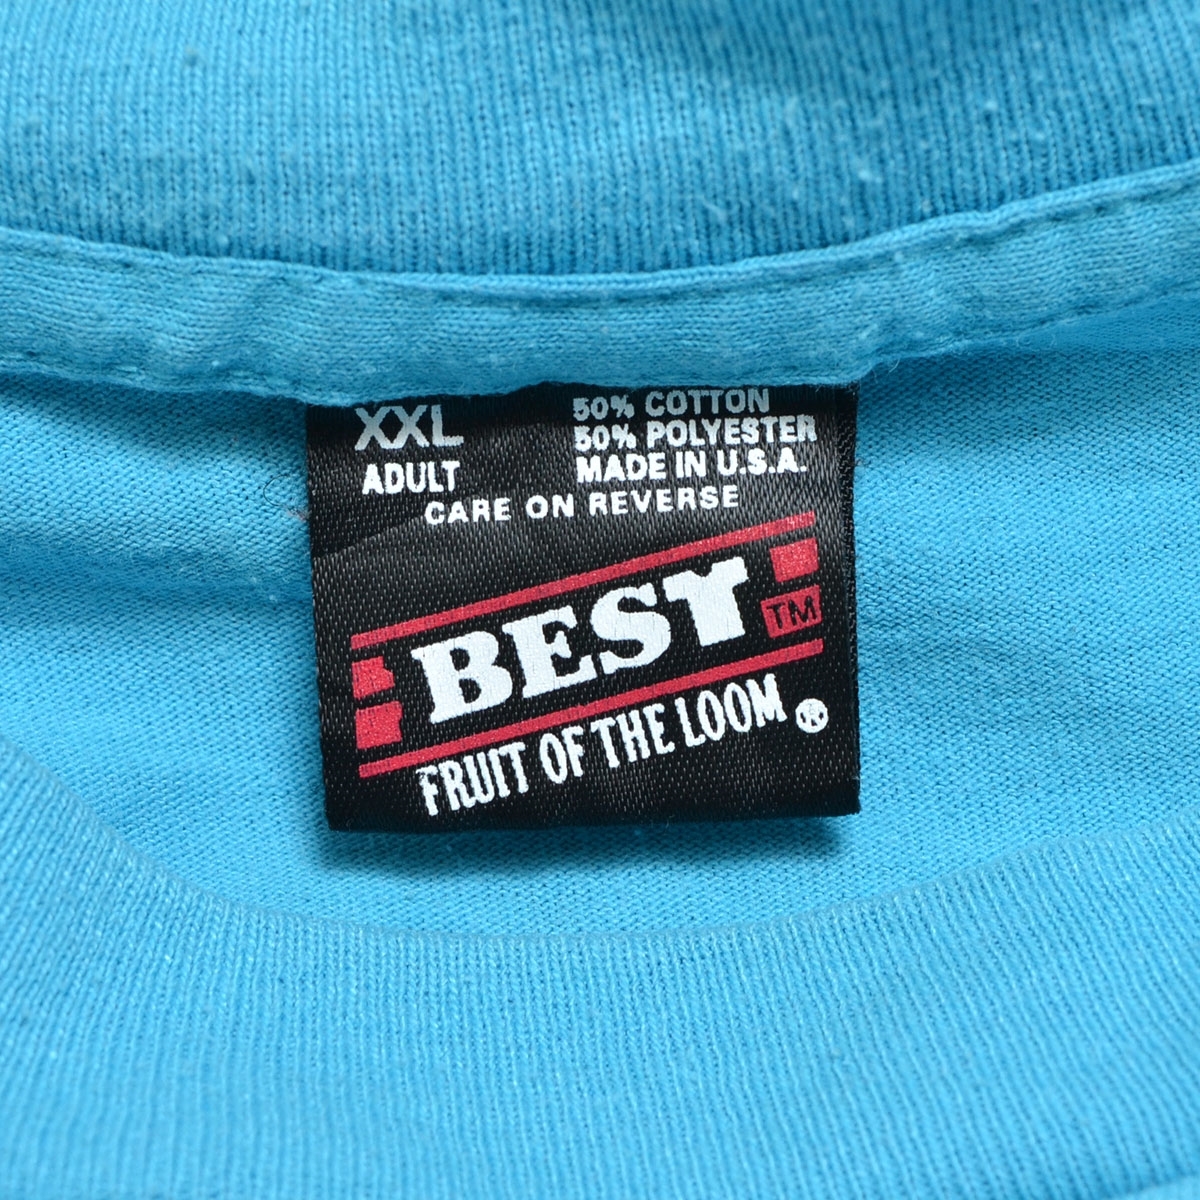 XXL
ADULT
50% COTTON
50% POLYESTER
MADE IN U.S.A.
CARE ON REVERSE
BEST TM
FRUIT OF THE LOOM ®